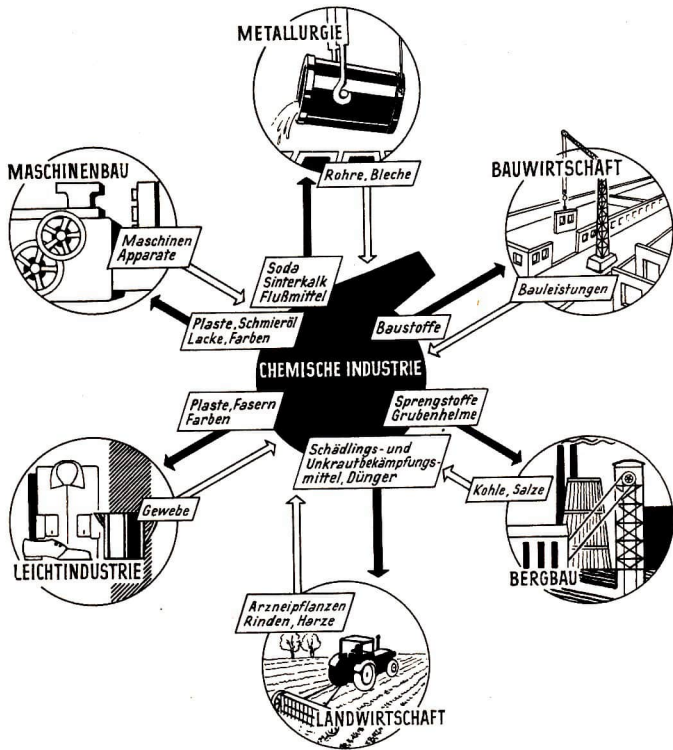 METALLURGIE
Rohre, Bleche
MASCHINENBAU
Maschinen
Apparate
BAUWIRTSCHAFT
Bauleistungen
Soda
Sinterkalk
Flußmittel
Plaste, Schmieröl
Lacke, Farben
Baustoffe
CHEMISCHE INDUSTRIE
Plaste, Fasern
Farben
Sprengstoffe
Grubenhelme
Schädlings- und
Unkrautbekämpfungs-
mittel, Dünger
Gewebe
LEICHTINDUSTRIE
Kohle, Salze
BERGBAU
Arzneipflanzen
Rinden, Harze
LANDWIRTSCHAFT